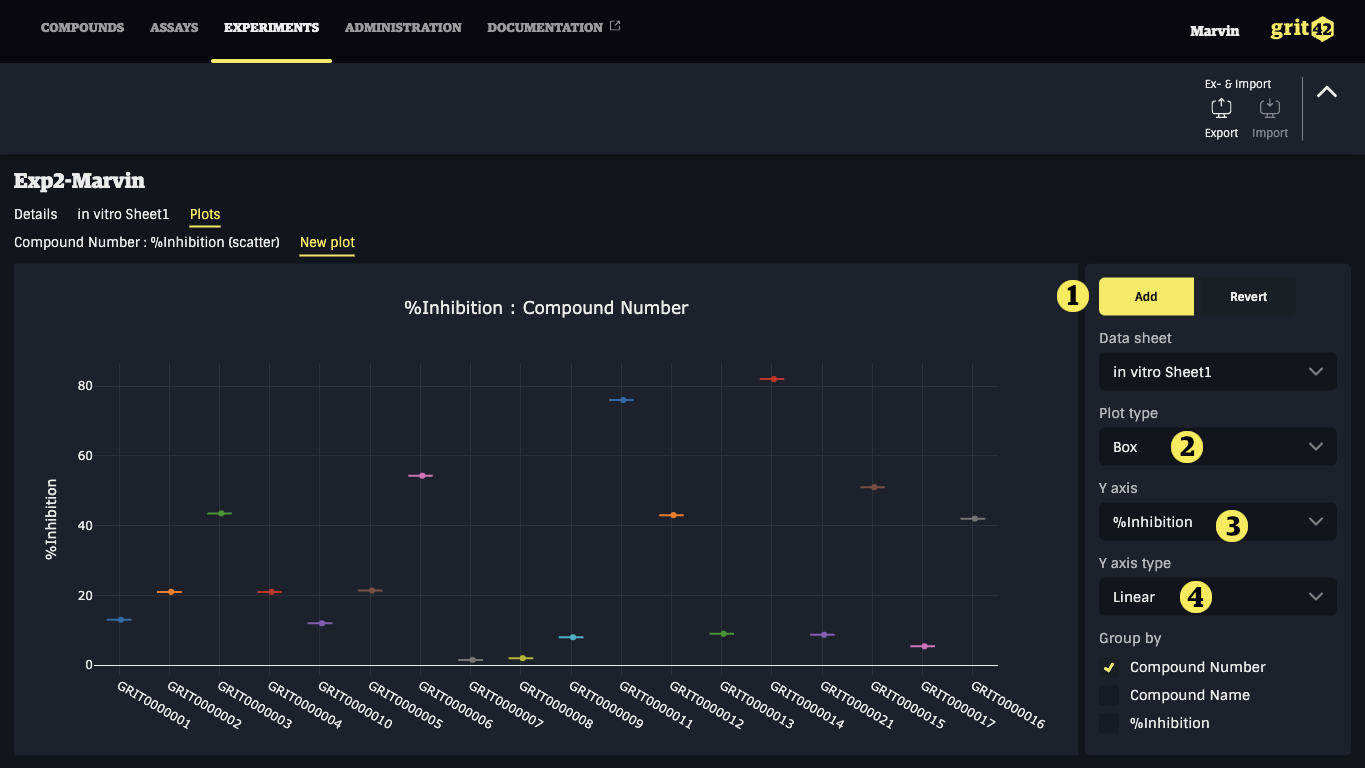 COMPOUNDS ASSAYS EXPERIMENTS ADMINISTRATION DOCUMENTATION
Marvin grit42
Ex- & Import
Export Import
Exp2-Marvin
Details in vitro Sheet1 Plots
Compound Number : %Inhibition (scatter) New plot
%Inhibition : Compound Number
%Inhibition
80
60
40
20
0
GRIT0000001
GRIT0000002
GRIT0000003
GRIT0000004
GRIT0000010
GRIT0000005
GRIT0000006
GRIT0000007
GRIT0000008
GRIT0000009
GRIT0000011
GRIT0000012
GRIT0000013
GRIT0000014
GRIT0000021
GRIT0000015
GRIT0000017
GRIT0000016
1 Add Revert
Data sheet
in vitro Sheet1
Plot type
Box 2
Y axis
%Inhibition 3
Y axis type
Linear 4
Group by
Compound Number
Compound Name
%Inhibition